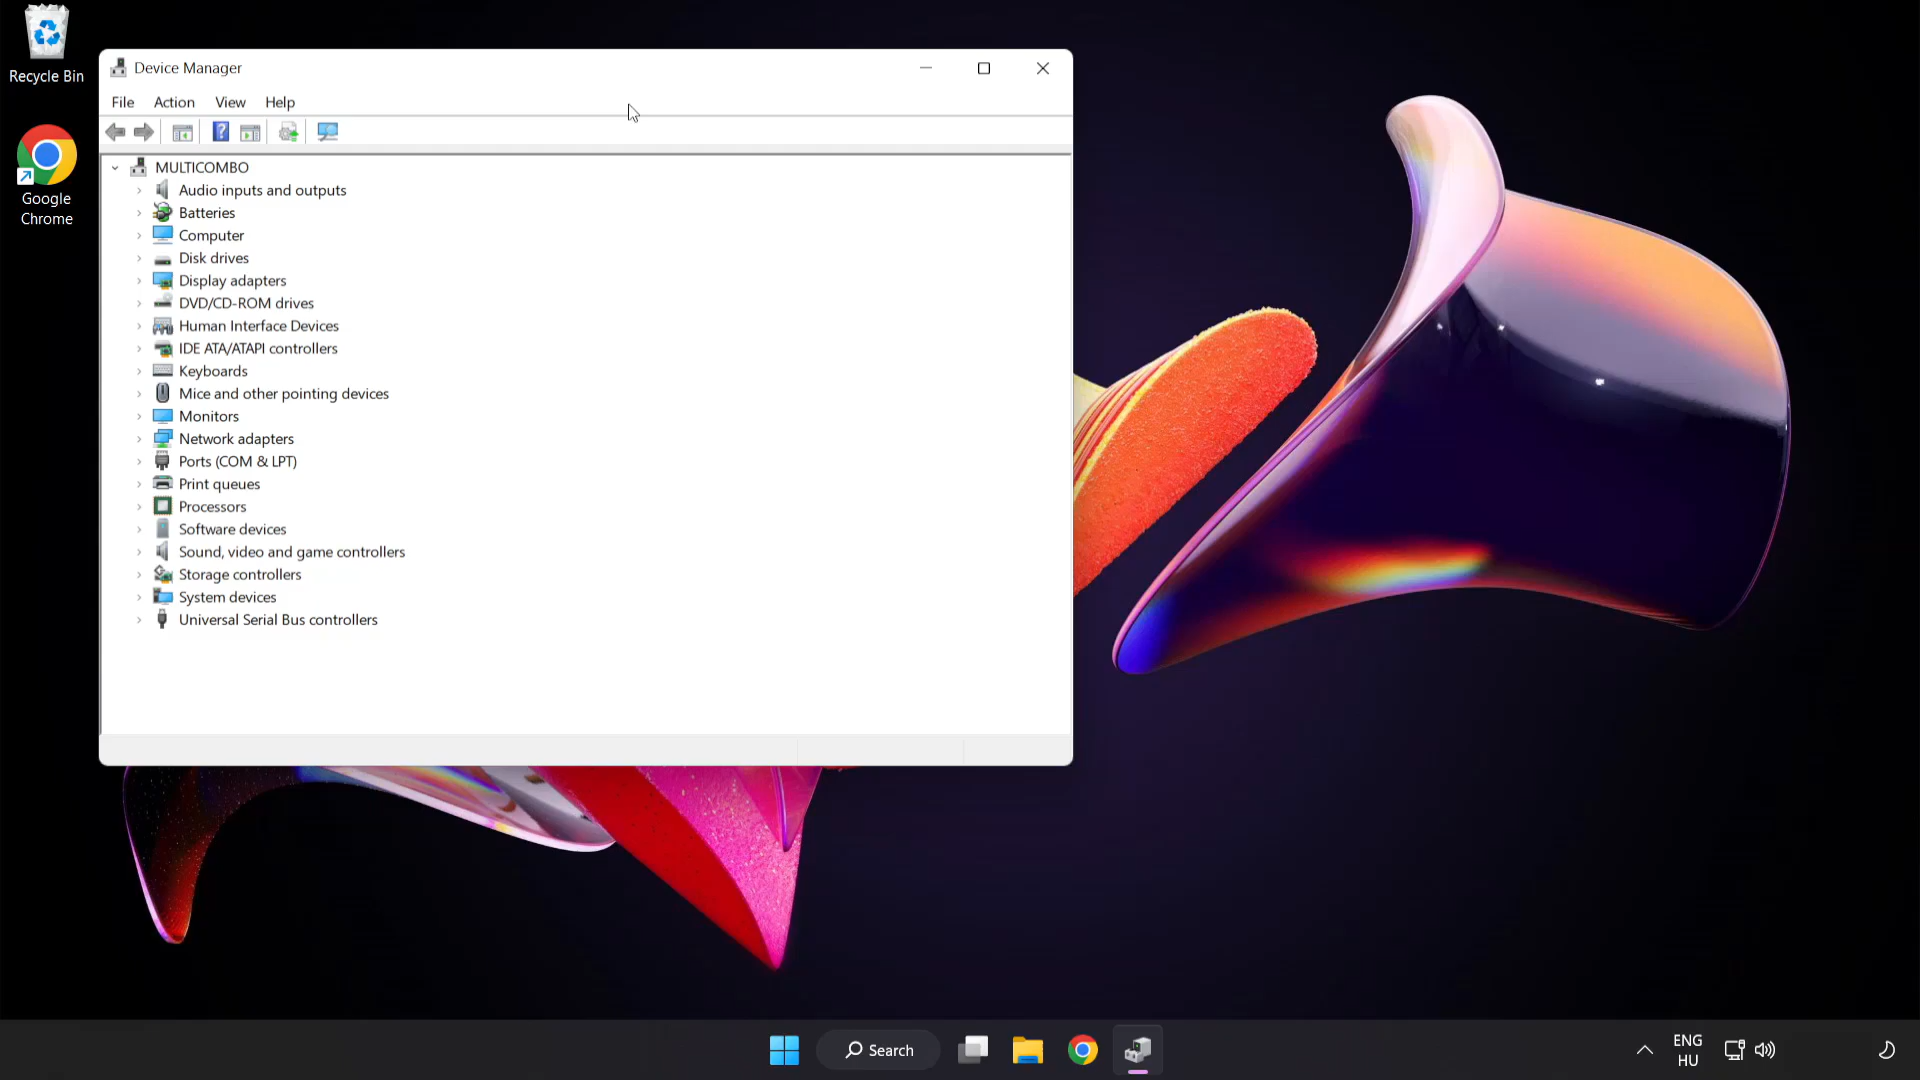 Recycle Bin
Google
Chrome
Device Manager
File Action View Help
MULTICOMBO
Audio inputs and outputs
Batteries
Computer
Disk drives
Display adapters
DVD/CD-ROM drives
Human Interface Devices
IDE ATA/ATAPI controllers
Keyboards
Mice and other pointing devices
Monitors
Network adapters
Ports (COM & LPT)
Print queues
Processors
Software devices
Sound, video and game controllers
Storage controllers
System devices
Universal Serial Bus controllers
Search
ENG
HU